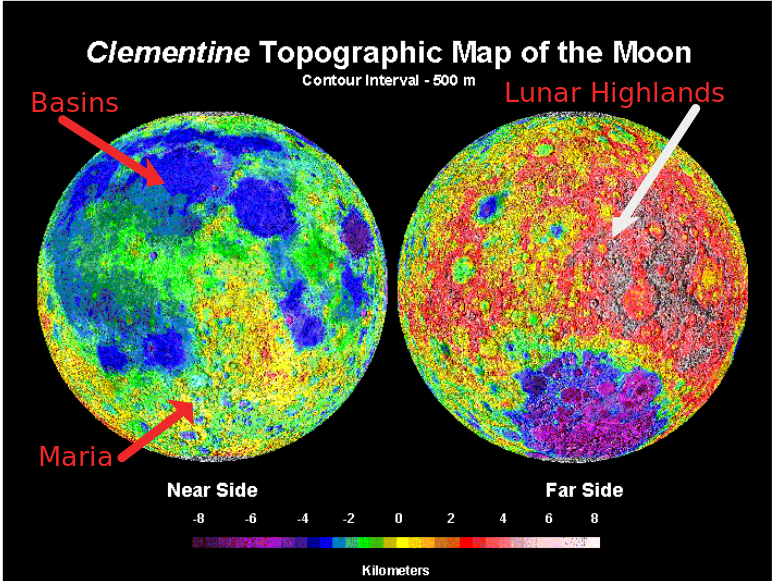 Clementine Topographic Map of the Moon
Contour Interval - 500 m
Basins
Lunar Highlands
Maria
Near Side
Far Side
-8 -6 -4 -2 0 2 4 6 8
Kilometers